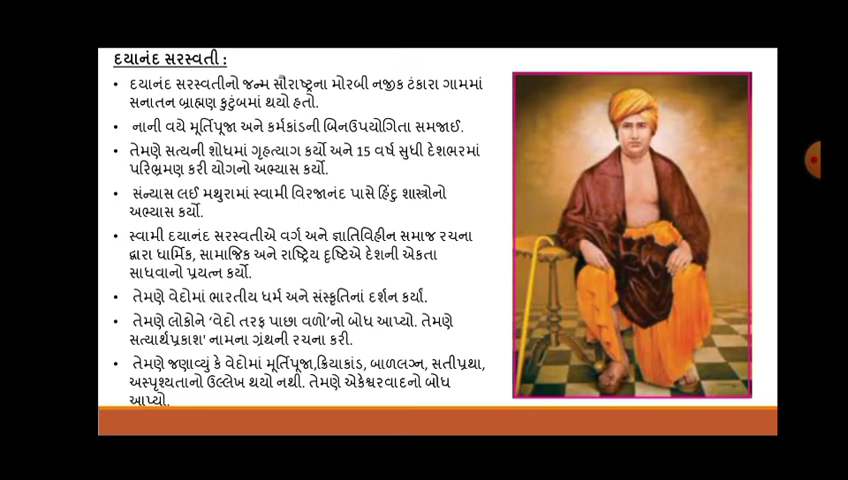 દયાનંદ સરસ્વતી :
• દયાનંદ સરસ્વતીનો જન્મ સૌરાષ્ટ્રના મોરબી નજીક ટંકારા ગામમાં
સનાતન બ્રાહ્મણ કુટુંબમાં થયો હતો.
• નાની વયે મૂર્તિપૂજા અને કર્મકાંડની બિનઉપયોગિતા સમજાઈ.
• તેમણે સત્યની શોધમાં ગૃહત્યાગ કર્યો અને 15 વર્ષ સુધી દેશભરમાં
પરિભ્રમણ કરી યોગનો અભ્યાસ કર્યો.
• સંન્યાસ લઈ મથુરામાં સ્વામી વિરજાનંદ પાસે હિંદુ શાસ્ત્રોનો
અભ્યાસ કર્યો.
• સ્વામી દયાનંદ સરસ્વતીએ વર્ગ અને જ્ઞાતિવિહીન સમાજ રચના
દ્વારા ધાર્મિક, સામાજિક અને રાષ્ટ્રિય દૃષ્ટિએ દેશની એકતા
સાધવાનો પ્રયત્ન કર્યો.
• તેમણે વેદોમાં ભારતીય ધર્મ અને સંસ્કૃતિનાં દર્શન કર્યાં.
• તેમણે લોકોને ‘વેદો તરફ પાછા વળો’નો બોધ આપ્યો. તેમણે
સત્યાર્થપ્રકાશ' નામના ગ્રંથની રચના કરી.
• તેમણે જણાવ્યું કે વેદોમાં મૂર્તિપૂજા,ક્રિયાકાંડ, બાળલગ્ન, સતીપ્રથા,
અસ્પૃશ્યતાનો ઉલ્લેખ થયો નથી. તેમણે એકેશ્વરવાદનો બોધ
આપ્યો.